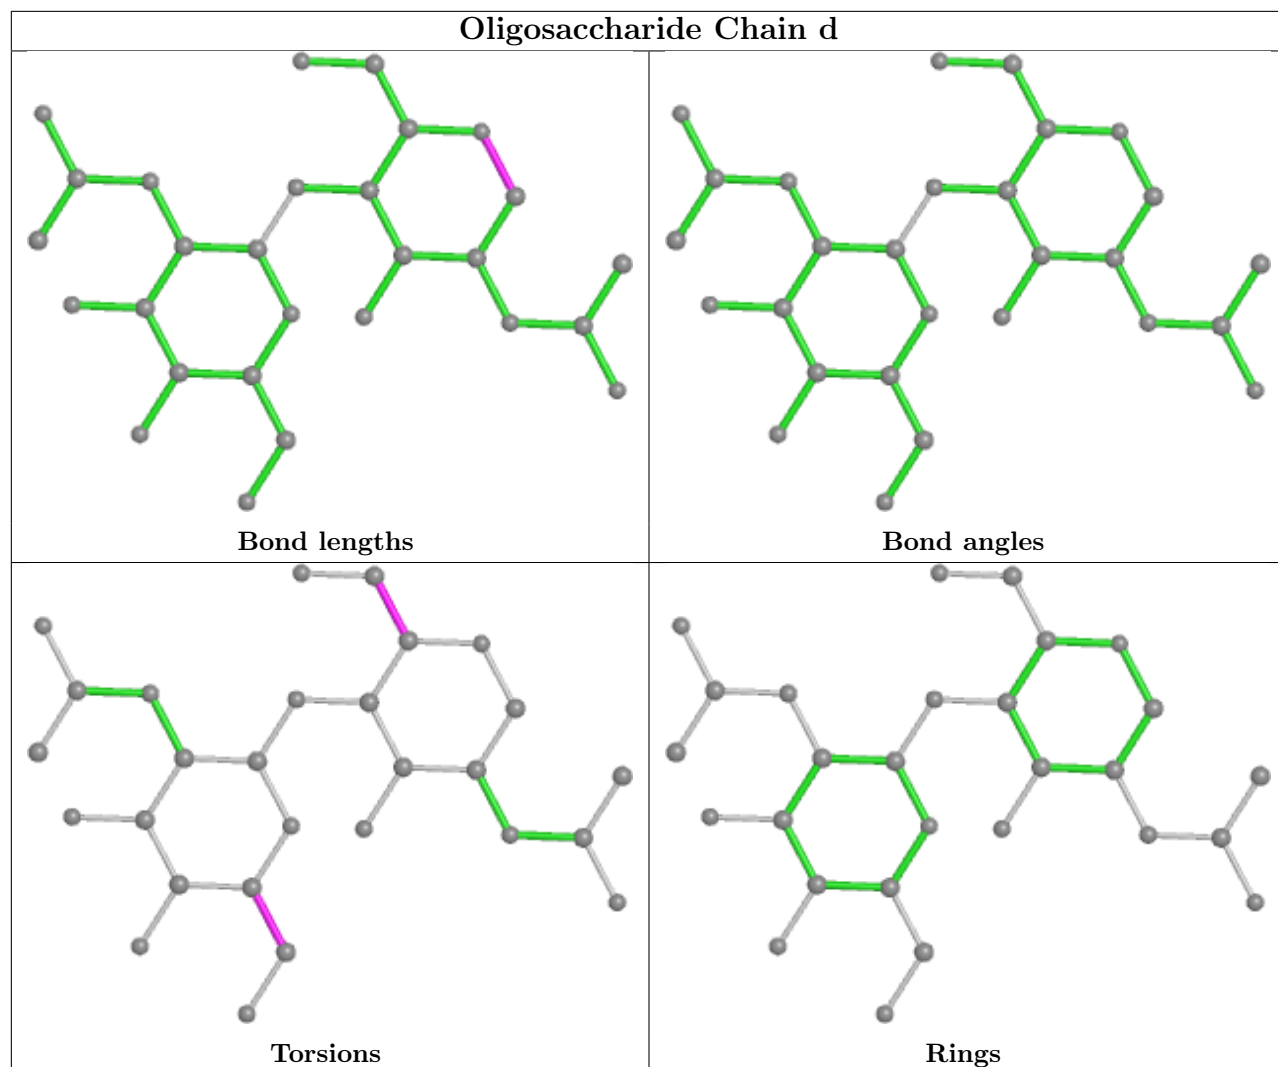 Oligosaccharide Chain d
Bond lengths
Bond angles
Torsions
Rings